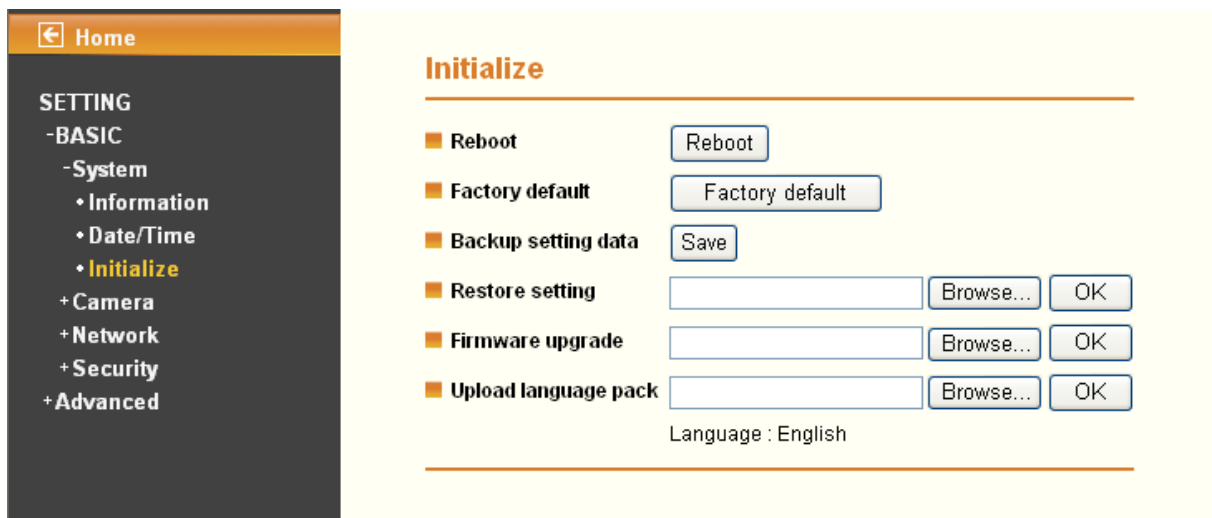 Home
SETTING
-BASIC
-System
•Information
•Date/Time
•Initialize
+Camera
+Network
+Security
+Advanced
Initialize
Reboot Reboot
Factory default Factory default
Backup setting data Save
Restore setting Browse... OK
Firmware upgrade Browse... OK
Upload language pack Browse... OK
Language : English